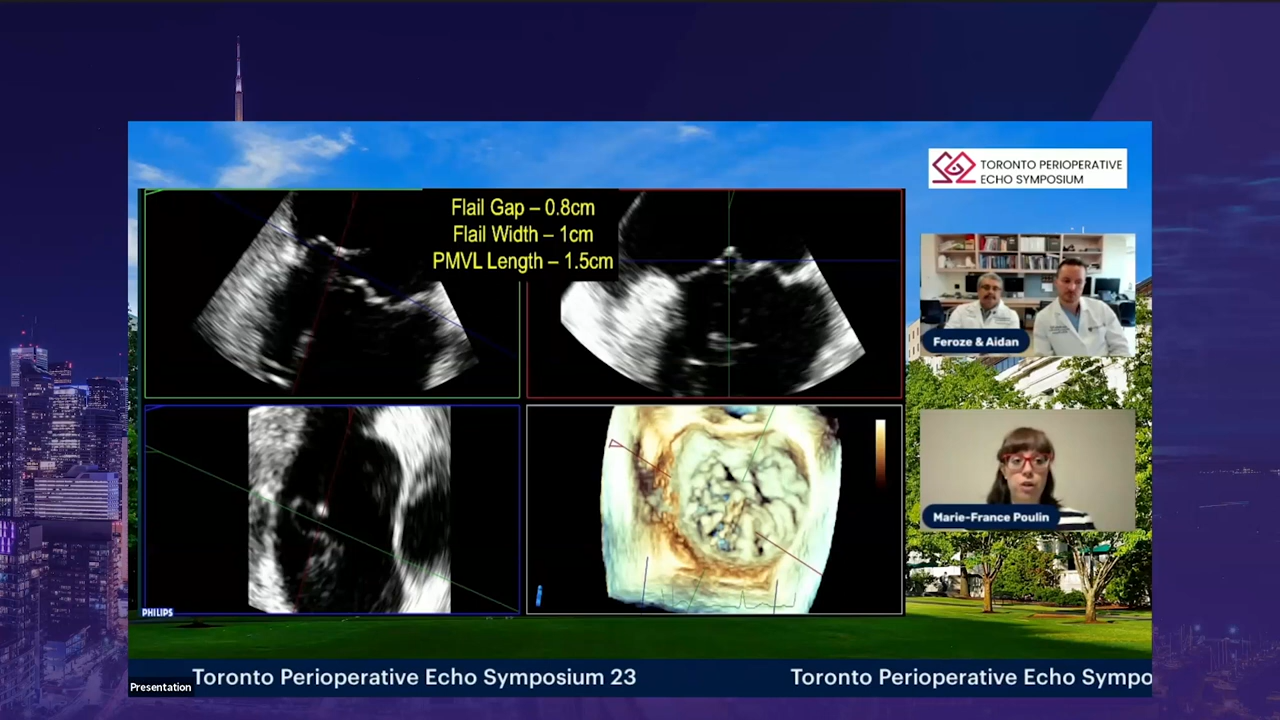 Flail Gap – 0.8cm
Flail Width – 1cm
PMVL Length – 1.5cm
TORONTO PERIOPERATIVE
ECHO SYMPOSIUM
Feroze & Aidan
Marie-France Poulin
PHILIPS
Toronto Perioperative Echo Symposium 23
Toronto Perioperative Echo Sympo
Presentation